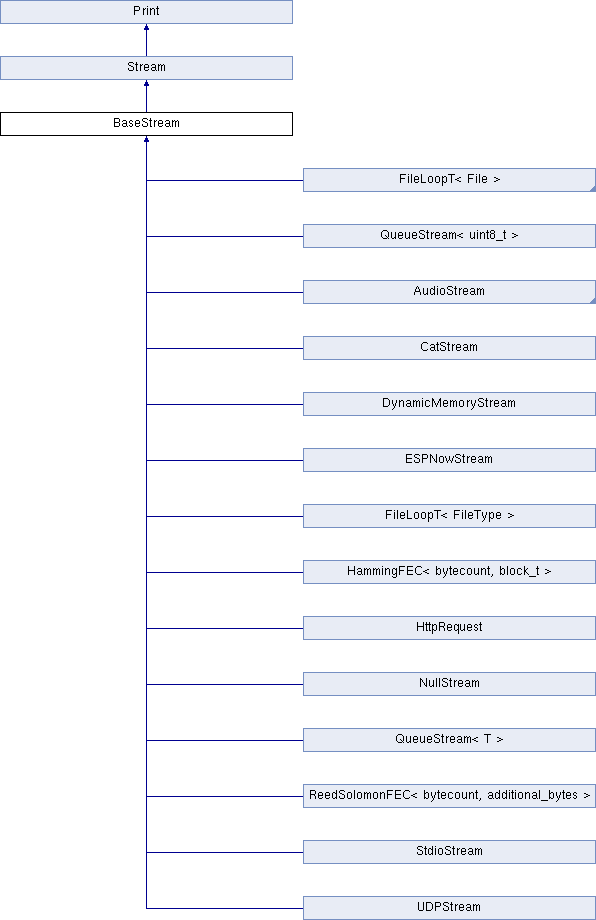 Print
Stream
BaseStream
FileLoopT< File >
QueueStream< uint8_t >
AudioStream
CatStream
DynamicMemoryStream
ESPNowStream
FileLoopT< FileType >
HammingFEC< bytecount, block_t >
HttpRequest
NullStream
QueueStream< T >
ReedSolomonFEC< bytecount, additional_bytes >
StdioStream
UDPStream